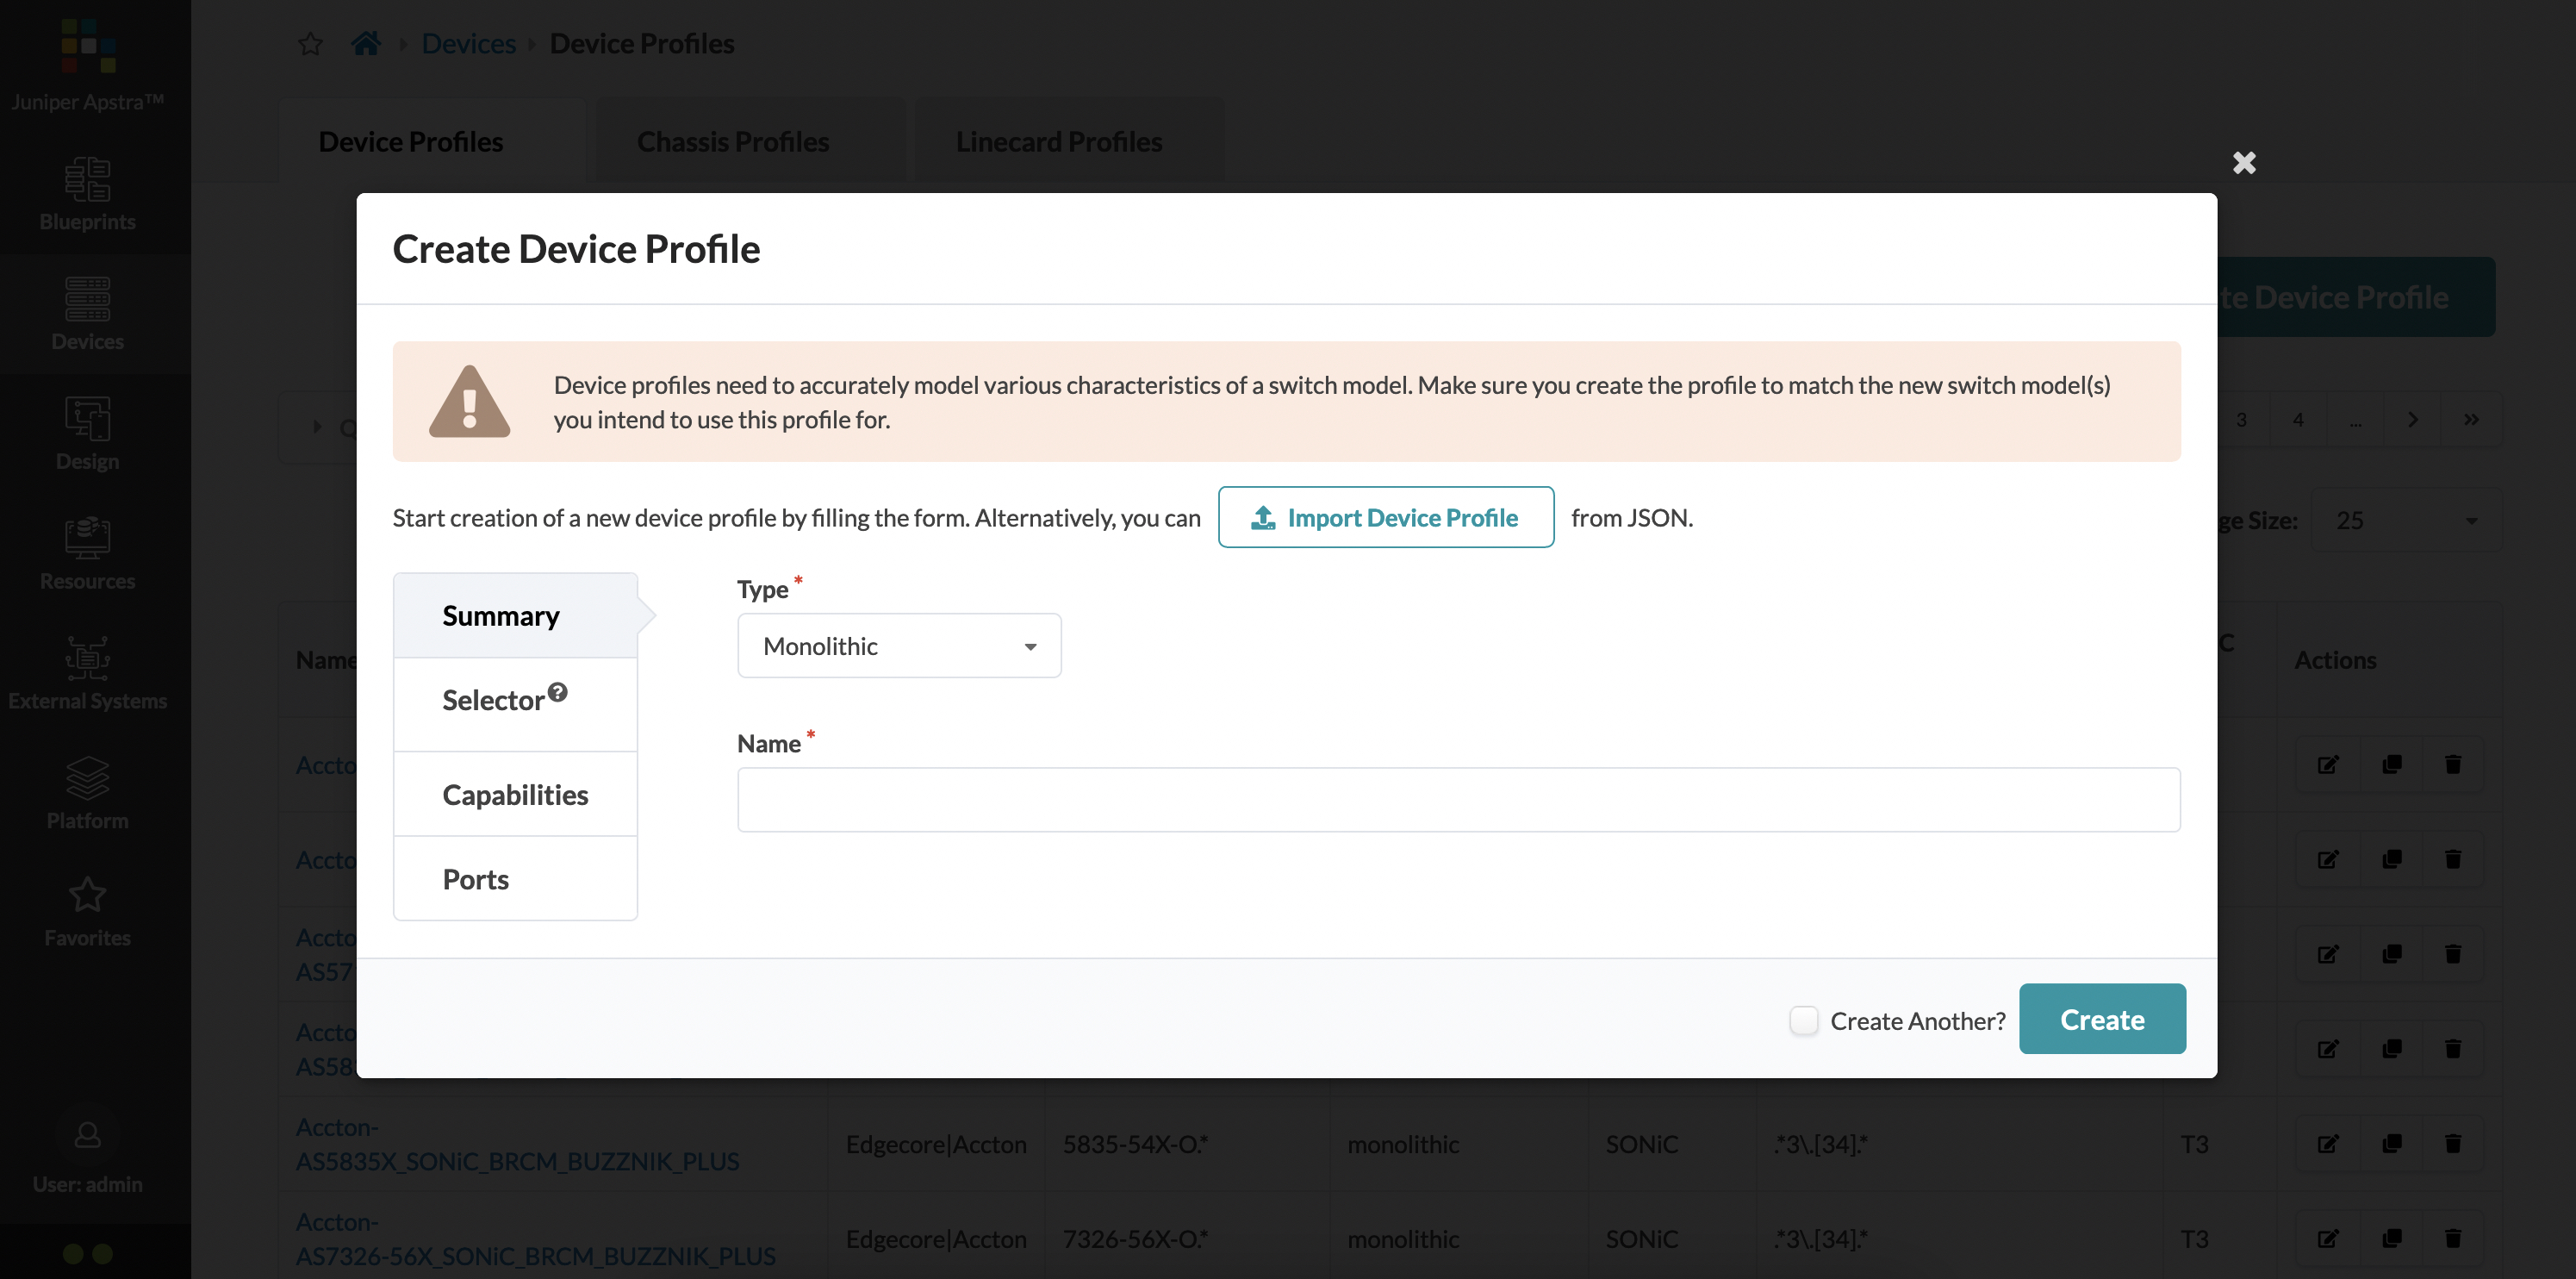 Juniper Apstra™
Blueprints
Devices
Design
Resources
External Systems
Platform
Favorites
User: admin
Devices
Device Profiles
Device Profiles
Chassis Profiles
Linecard Profiles
te Device Profile
3
4
...
ge Size:
25
Name
C
Actions
Create Device Profile
Device profiles need to accurately model various characteristics of a switch model. Make sure you create the profile to match the new switch model(s)
you intend to use this profile for.
Start creation of a new device profile by filling the form. Alternatively, you can
Import Device Profile
from JSON.
Summary
Selector
Capabilities
Ports
Type *
Monolithic
Name *
Create Another?
Create
Accto
Accto
Accto
AS57
Accto
AS58
Accton-
AS5835X_SONiC_BRCM_BUZZNIK_PLUS
Edgecore|Accton
5835-54X-O.*
monolithic
SONiC
.*3\.[34].*
T3
Accton-
AS7326-56X_SONiC_BRCM_BUZZNIK_PLUS
Edgecore|Accton
7326-56X-O.*
monolithic
SONiC
.*3\.[34].*
T3